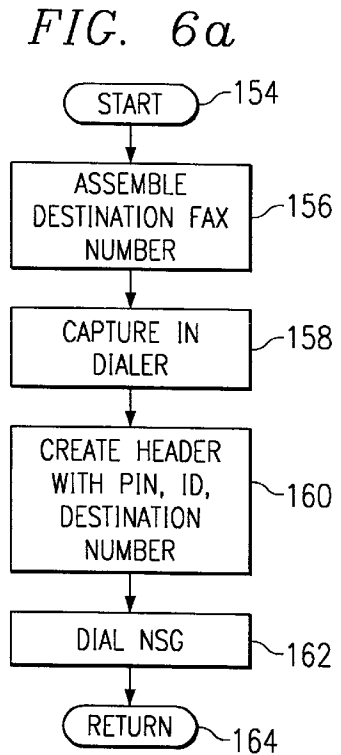 FIG. 6a
START
154
ASSEMBLE
DESTINATION FAX
NUMBER
156
CAPTURE IN
DIALER
158
CREATE HEADER
WITH PIN, ID,
DESTINATION
NUMBER
160
DIAL NSG
162
RETURN
164